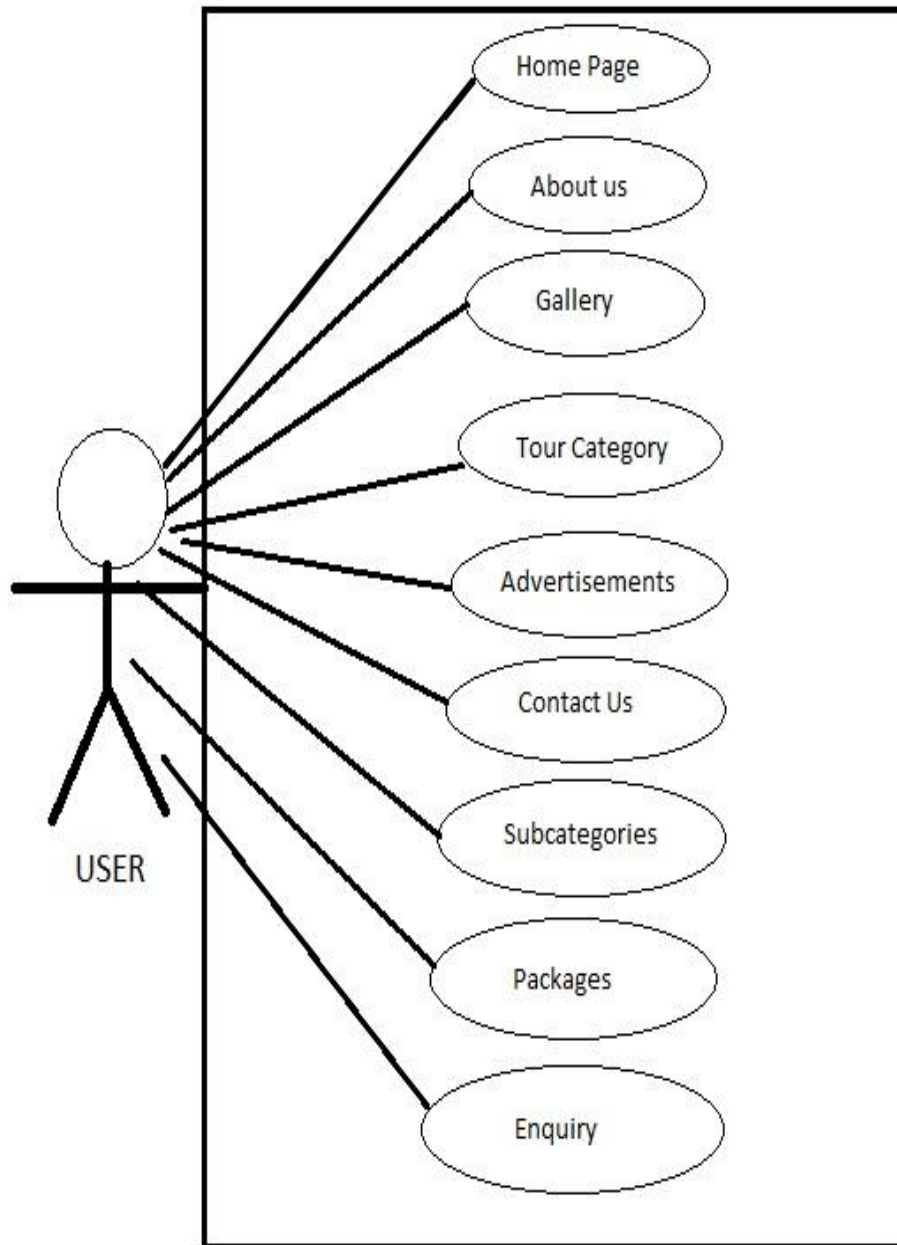 Home Page
About us
Gallery
Tour Category
Advertisements
Contact Us
Subcategories
USER
Packages
Enquiry